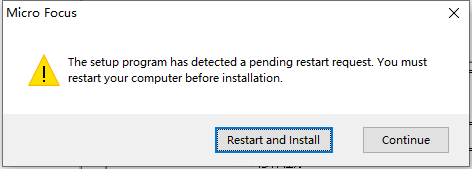 Micro Focus
The setup program has detected a pending restart request. You must
restart your computer before installation.
Restart and Install
Continue